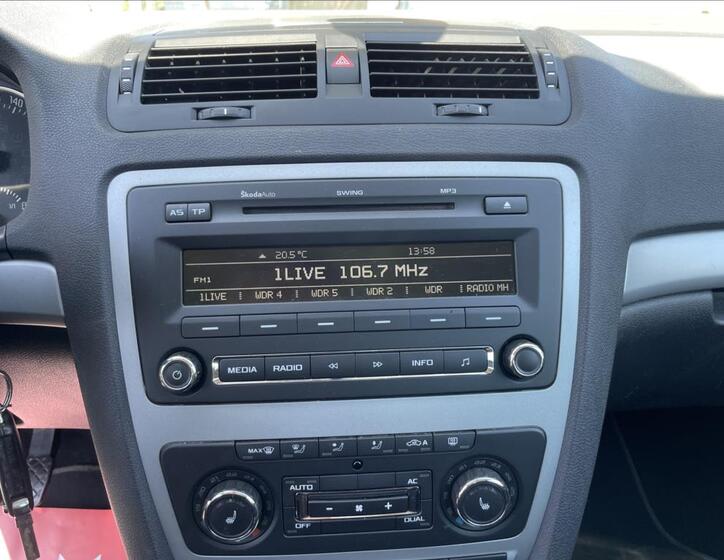 140
ŠkodaAuto SWING MP3
AS TP
20.5°C 13:58
FM1 1LIVE 106.7 MHz
1LIVE WDR 4 WDR 5 WDR 2 WDR RADIO MH
MEDIA RADIO INFO
MAX A
AUTO AC
- +
OFF DUAL